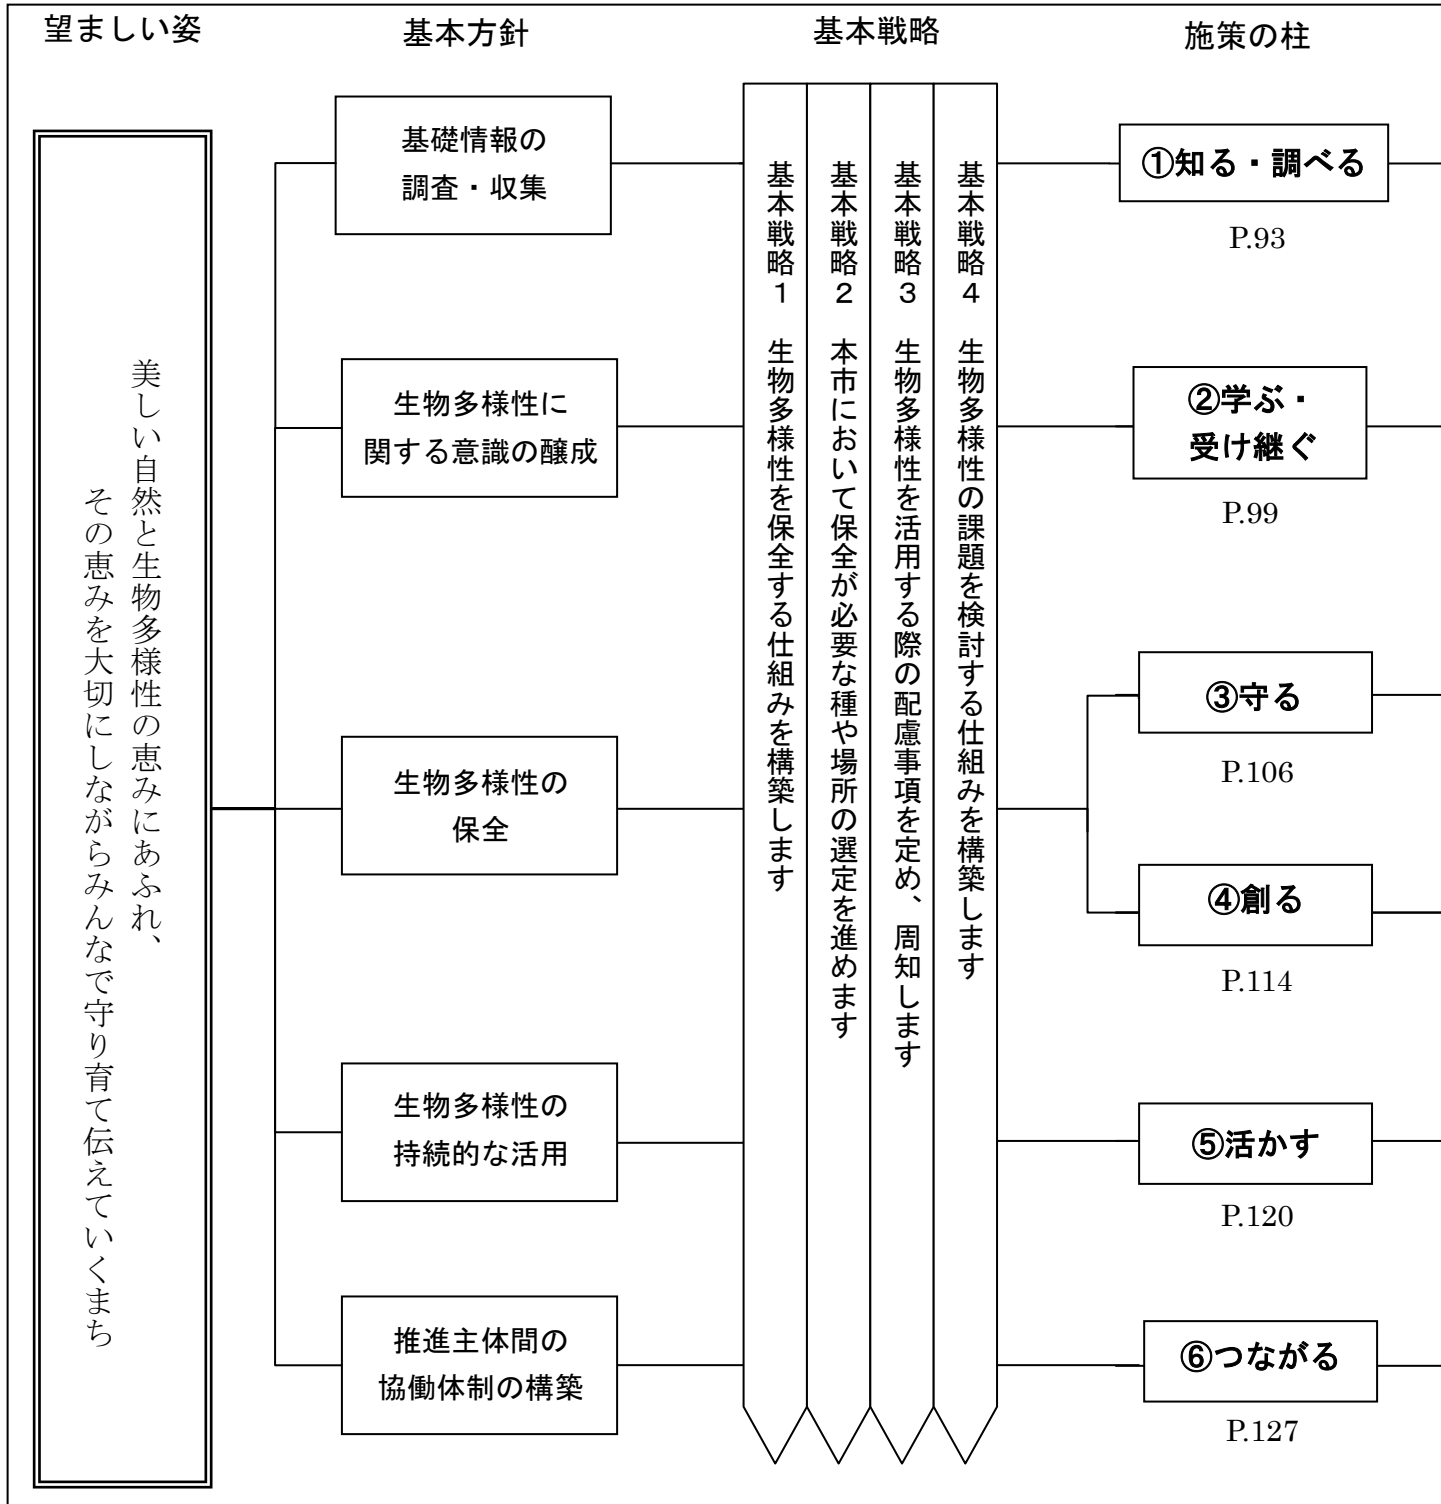 望ましい姿
基本方針
基本戦略
施策の柱
美しい自然と生物多様性の恵みにあふれ、
その恵みを大切にしながらみんなで守り育て伝えていくまち
基礎情報の
調査・収集
生物多様性に
関する意識の醸成
生物多様性の
保全
生物多様性の
持続的な活用
推進主体間の
協働体制の構築
基本戦略1 生物多様性を保全する仕組みを構築します
基本戦略2 本市において保全が必要な種や場所の選定を進めます
基本戦略3 生物多様性を活用する際の配慮事項を定め、周知します
基本戦略4 生物多様性の課題を検討する仕組みを構築します
①知る・調べる
P.93
②学ぶ・
受け継ぐ
P.99
③守る
P.106
④創る
P.114
⑤活かす
P.120
⑥つながる
P.127